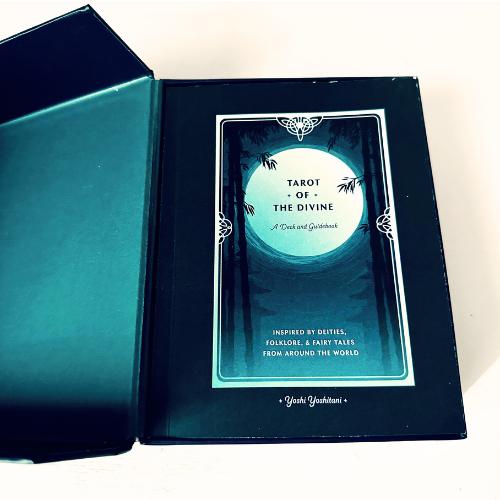 TAROT
• OF •
THE DIVINE
A Deck and Guidebook
INSPIRED BY DEITIES,
FOLKLORE, & FAIRY TALES
FROM AROUND THE WORLD
• Yoshi Yoshitani •